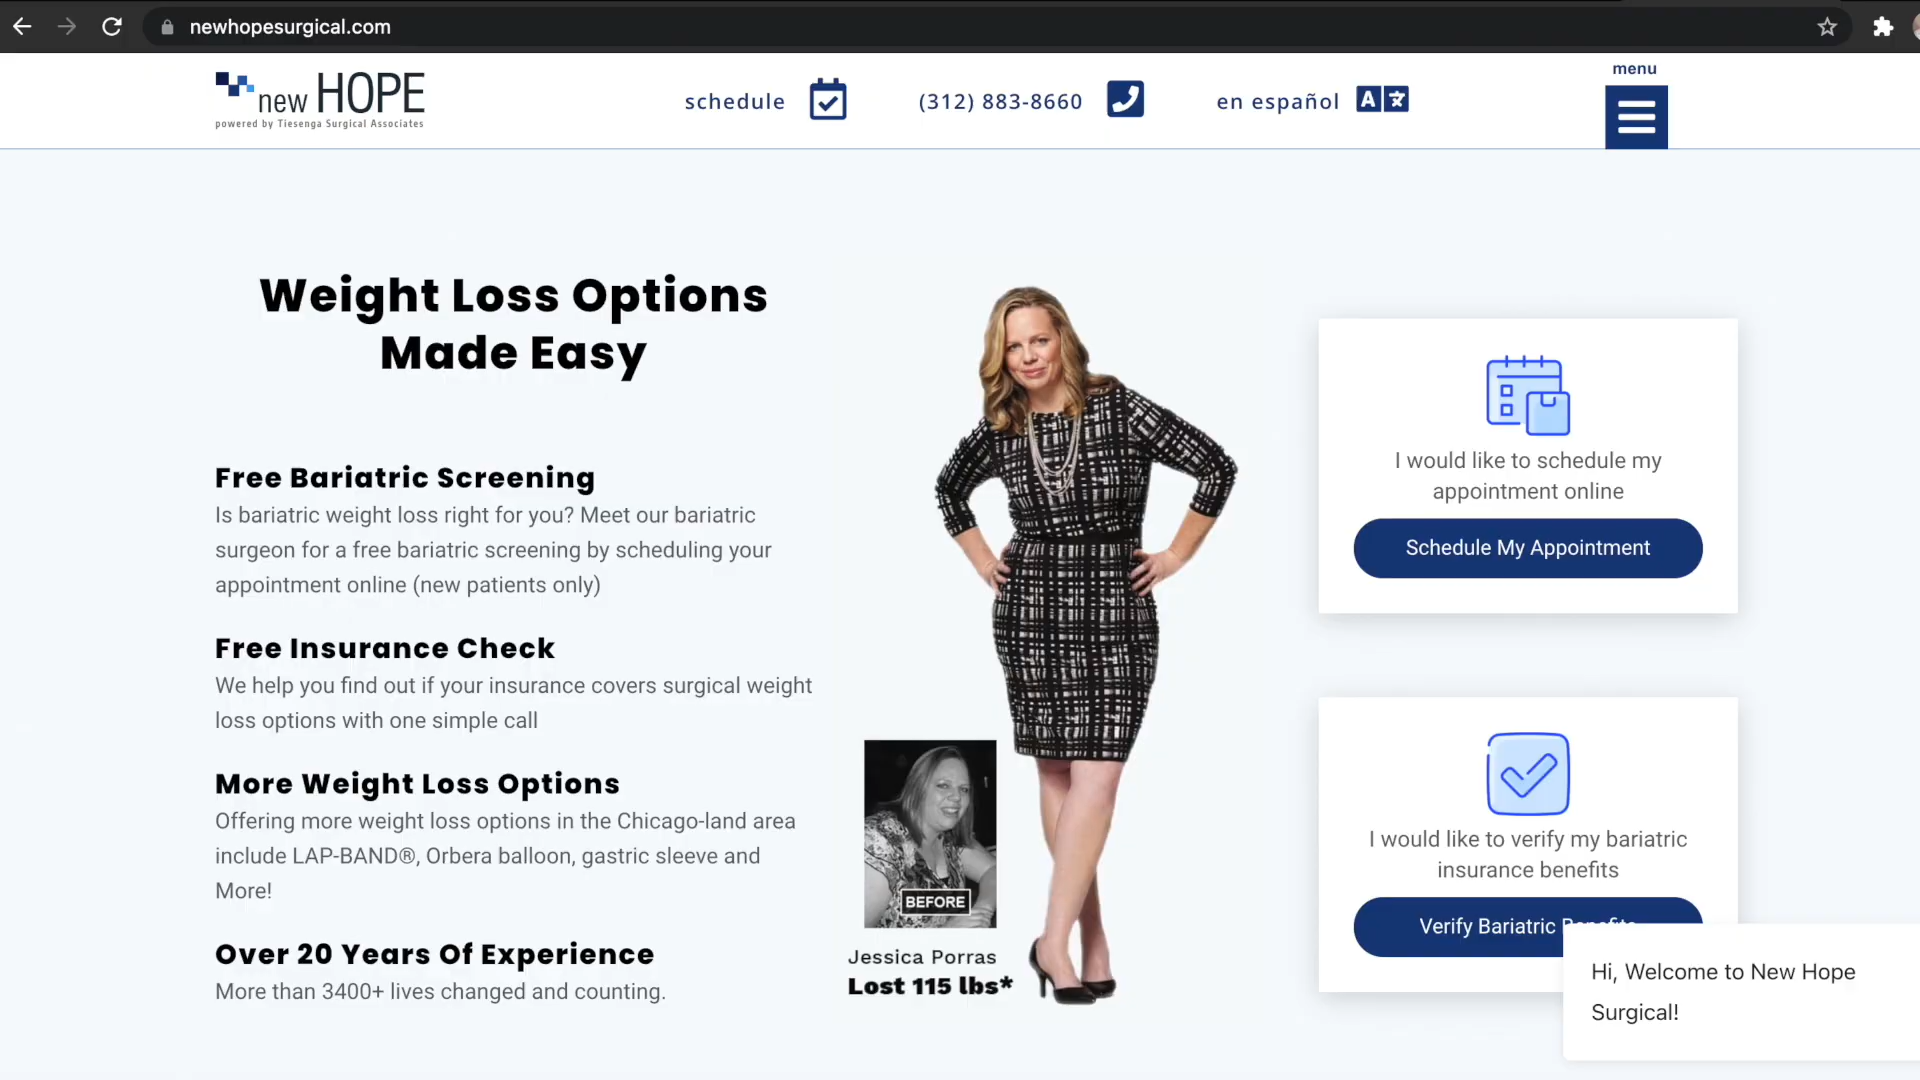 newhopesurgical.com
new HOPE
powered by Tiesenga Surgical Associates
schedule
(312) 883-8660
en español
A
menu
Weight Loss Options
Made Easy
Free Bariatric Screening
Is bariatric weight loss right for you? Meet our bariatric
surgeon for a free bariatric screening by scheduling your
appointment online (new patients only)
Free Insurance Check
We help you find out if your insurance covers surgical weight
loss options with one simple call
More Weight Loss Options
Offering more weight loss options in the Chicago-land area
include LAP-BAND®, Orbera balloon, gastric sleeve and
More!
Over 20 Years Of Experience
More than 3400+ lives changed and counting.
BEFORE
Jessica Porras
Lost 115 lbs*
I would like to schedule my
appointment online
Schedule My Appointment
I would like to verify my bariatric
insurance benefits
Verify Bariatric Benefits
Hi, Welcome to New Hope
Surgical!